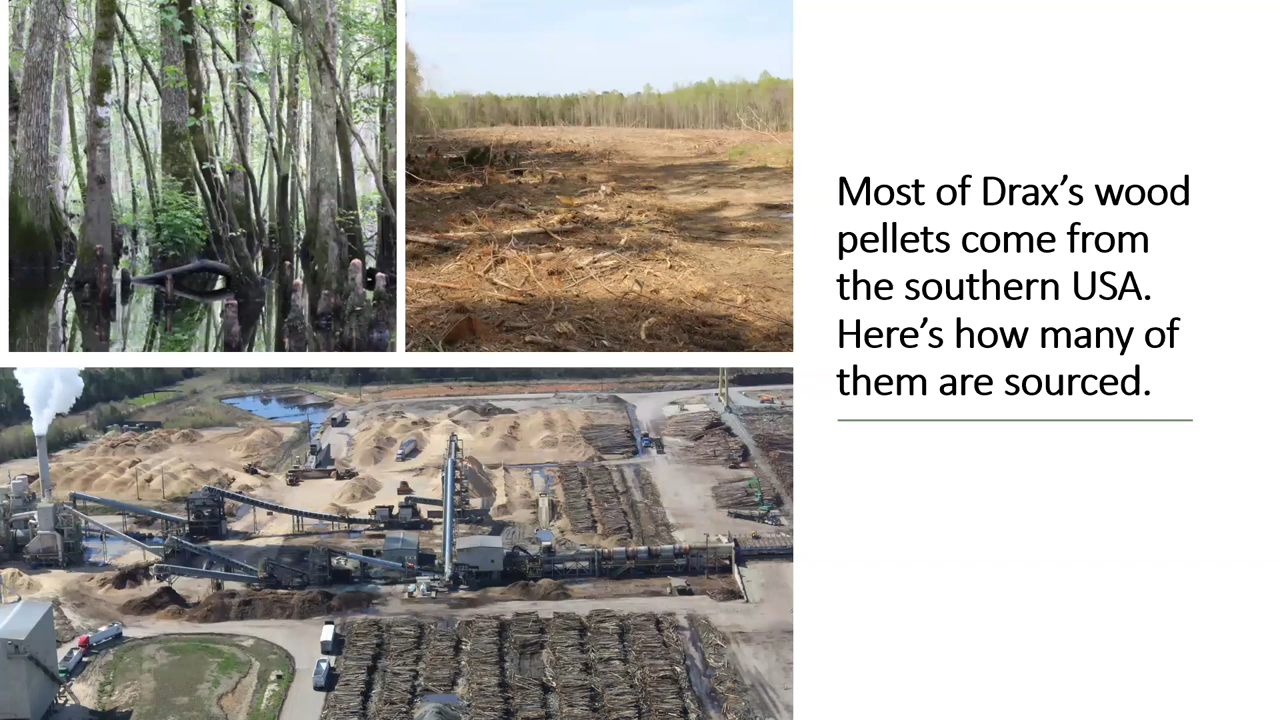 Most of Drax’s wood
pellets come from
the southern USA.
Here’s how many of
them are sourced.